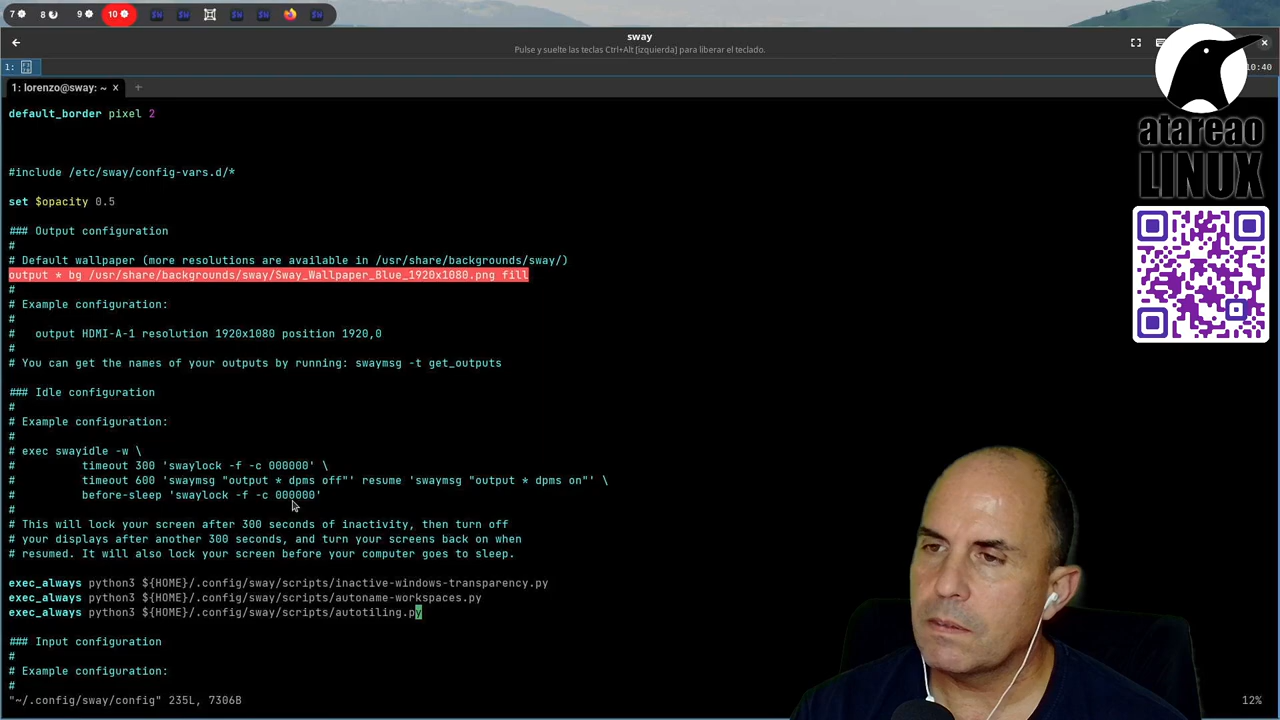 7 8 9 10
sway
Pulse y suelte las teclas Ctrl+Alt [izquierda] para liberar el teclado.
1:
10:40
1: lorenzo@sway: ~ × +
default_border pixel 2
#include /etc/sway/config-vars.d/*
set $opacity 0.5
### Output configuration
#
# Default wallpaper (more resolutions are available in /usr/share/backgrounds/sway/)
output * bg /usr/share/backgrounds/sway/Sway_Wallpaper_Blue_1920x1080.png fill
#
# Example configuration:
#
#   output HDMI-A-1 resolution 1920x1080 position 1920,0
#
# You can get the names of your outputs by running: swaymsg -t get_outputs
### Idle configuration
#
# Example configuration:
#
# exec swayidle -w \
#          timeout 300 'swaylock -f -c 000000' \
#          timeout 600 'swaymsg "output * dpms off"' resume 'swaymsg "output * dpms on"' \
#          before-sleep 'swaylock -f -c 000000'
#
# This will lock your screen after 300 seconds of inactivity, then turn off
# your displays after another 300 seconds, and turn your screens back on when
# resumed. It will also lock your screen before your computer goes to sleep.
exec_always python3 ${HOME}/.config/sway/scripts/inactive-windows-transparency.py
exec_always python3 ${HOME}/.config/sway/scripts/autoname-workspaces.py
exec_always python3 ${HOME}/.config/sway/scripts/autotiling.py
### Input configuration
#
# Example configuration:
#
"~/.config/sway/config" 235L, 7306B
12%
atareao
LINUX